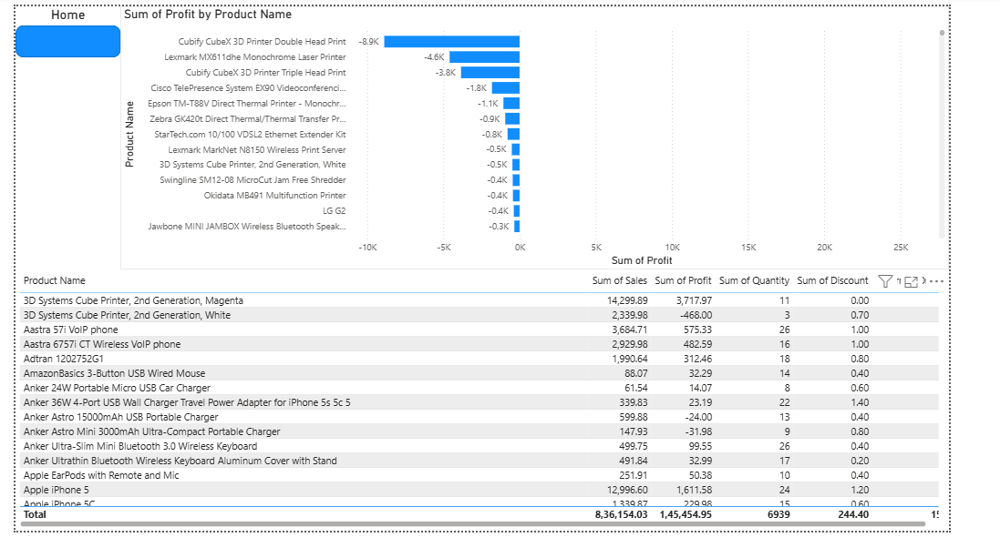 Home
Sum of Profit by Product Name
Product Name
Cubify CubeX 3D Printer Double Head Print -8.9K
Lexmark MX611dhe Monochrome Laser Printer -4.6K
Cubify CubeX 3D Printer Triple Head Print -3.8K
Cisco TelePresence System EX90 Videoconferenci... -1.8K
Epson TM-T88V Direct Thermal Printer - Monochr... -1.1K
Zebra GK420t Direct Thermal/Thermal Transfer Pr... -0.9K
StarTech.com 10/100 VDSL2 Ethernet Extender Kit -0.8K
Lexmark MarkNet N8150 Wireless Print Server -0.5K
3D Systems Cube Printer, 2nd Generation, White -0.5K
Swingline SM12-08 MicroCut Jam Free Shredder -0.4K
Okidata MB491 Multifunction Printer -0.4K
LG G2 -0.4K
Jawbone MINI JAMBOX Wireless Bluetooth Speak... -0.3K
-10K -5K 0K 5K 10K 15K 20K 25K
Sum of Profit
Product Name Sum of Sales Sum of Profit Sum of Quantity Sum of Discount
3D Systems Cube Printer, 2nd Generation, Magenta 14,299.89 3,717.97 11 0.00
3D Systems Cube Printer, 2nd Generation, White 2,339.98 -468.00 3 0.70
Aastra 57i VoIP phone 3,684.71 575.33 26 1.00
Aastra 6757i CT Wireless VoIP phone 2,929.98 482.59 16 1.00
Adtran 1202752G1 1,990.64 312.46 18 0.80
AmazonBasics 3-Button USB Wired Mouse 88.07 32.29 14 0.40
Anker 24W Portable Micro USB Car Charger 61.54 14.07 8 0.60
Anker 36W 4-Port USB Wall Charger Travel Power Adapter for iPhone 5s 5c 5 339.83 23.19 22 1.40
Anker Astro 15000mAh USB Portable Charger 599.88 -24.00 13 0.40
Anker Astro Mini 3000mAh Ultra-Compact Portable Charger 147.93 -31.98 9 0.80
Anker Ultra-Slim Mini Bluetooth 3.0 Wireless Keyboard 499.75 99.55 26 0.40
Anker Ultrathin Bluetooth Wireless Keyboard Aluminum Cover with Stand 491.84 32.99 17 0.20
Apple EarPods with Remote and Mic 251.91 50.38 10 0.40
Apple iPhone 5 12,996.60 1,611.58 24 1.20
Apple iPhone 5C 1,339.87 229.98 15 0.60
Total 8,36,154.03 1,45,454.95 6939 244.40